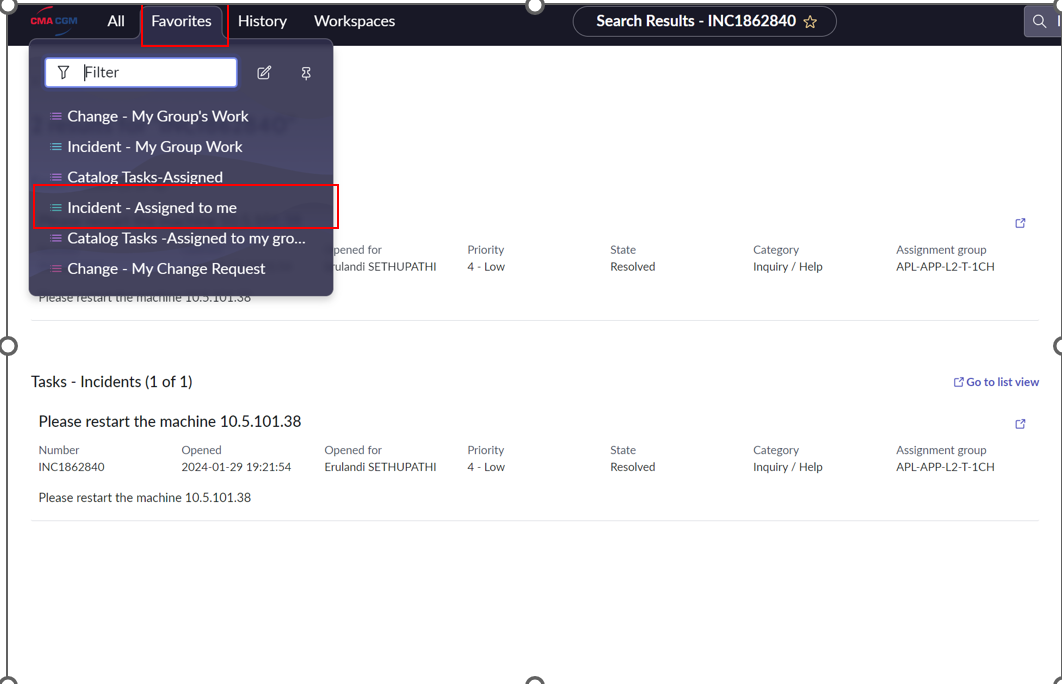 CMA CGM
All
Favorites
History
Workspaces
Search Results - INC1862840
Filter
Change - My Group's Work
Incident - My Group Work
Catalog Tasks-Assigned
Incident - Assigned to me
Catalog Tasks -Assigned to my gro...
Change - My Change Request
Opened for Priority State Category Assignment group
Erulandi SETHUPATHI 4 - Low Resolved Inquiry / Help APL-APP-L2-T-1CH
Please restart the machine 10.5.101.38
Tasks - Incidents (1 of 1)
Go to list view
Please restart the machine 10.5.101.38
Number Opened Opened for Priority State Category Assignment group
INC1862840 2024-01-29 19:21:54 Erulandi SETHUPATHI 4 - Low Resolved Inquiry / Help APL-APP-L2-T-1CH
Please restart the machine 10.5.101.38